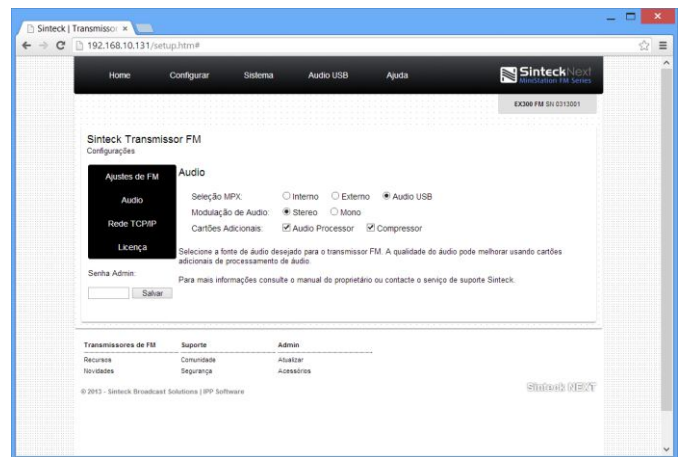 Sinteck | Transmissor
192.168.10.131/setup.htm#
Home Configurar Sistema Audio USB Ajuda
SinteckNext
MiniStation FM Series
EX300 FM SN 0313001
Sinteck Transmissor FM
Configurações
Ajustes de FM
Audio
Rede TCP/IP
Licença
Senha Admin:
Salvar
Audio
Seleção MPX: Interno Externo Audio USB
Modulação de Audio: Stereo Mono
Cartões Adicionais: Audio Processor Compressor
Selecione a fonte de áudio desejado para o transmissor FM. A qualidade do áudio pode melhorar usando cartões
adicionais de processamento de áudio.
Para mais informações consulte o manual do proprietário ou contacte o serviço de suporte Sinteck.
Transmissores de FM Suporte Admin
Recursos Comunidade Atualizar
Novidades Segurança Acessórios
© 2013 - Sinteck Broadcast Solutions | IPP Software
Sinteck NEXT